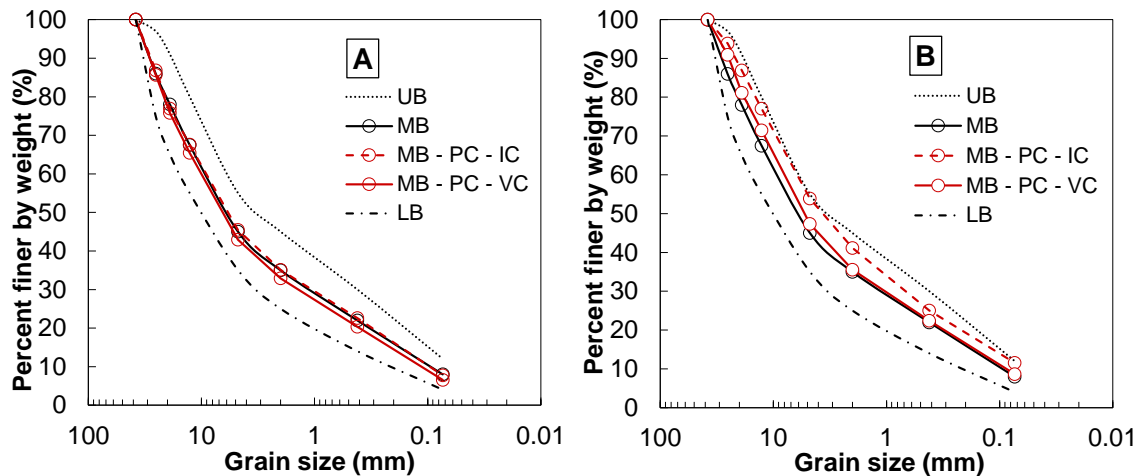 Percent finer by weight (%)
100
90
80
70
60
50
40
30
20
10
0
A
UB
MB
MB - PC - IC
MB - PC - VC
LB
100
10
1
0.1
0.01
Grain size (mm)
Percent finer by weight (%)
100
90
80
70
60
50
40
30
20
10
0
B
UB
MB
MB - PC - IC
MB - PC - VC
LB
100
10
1
0.1
0.01
Grain size (mm)